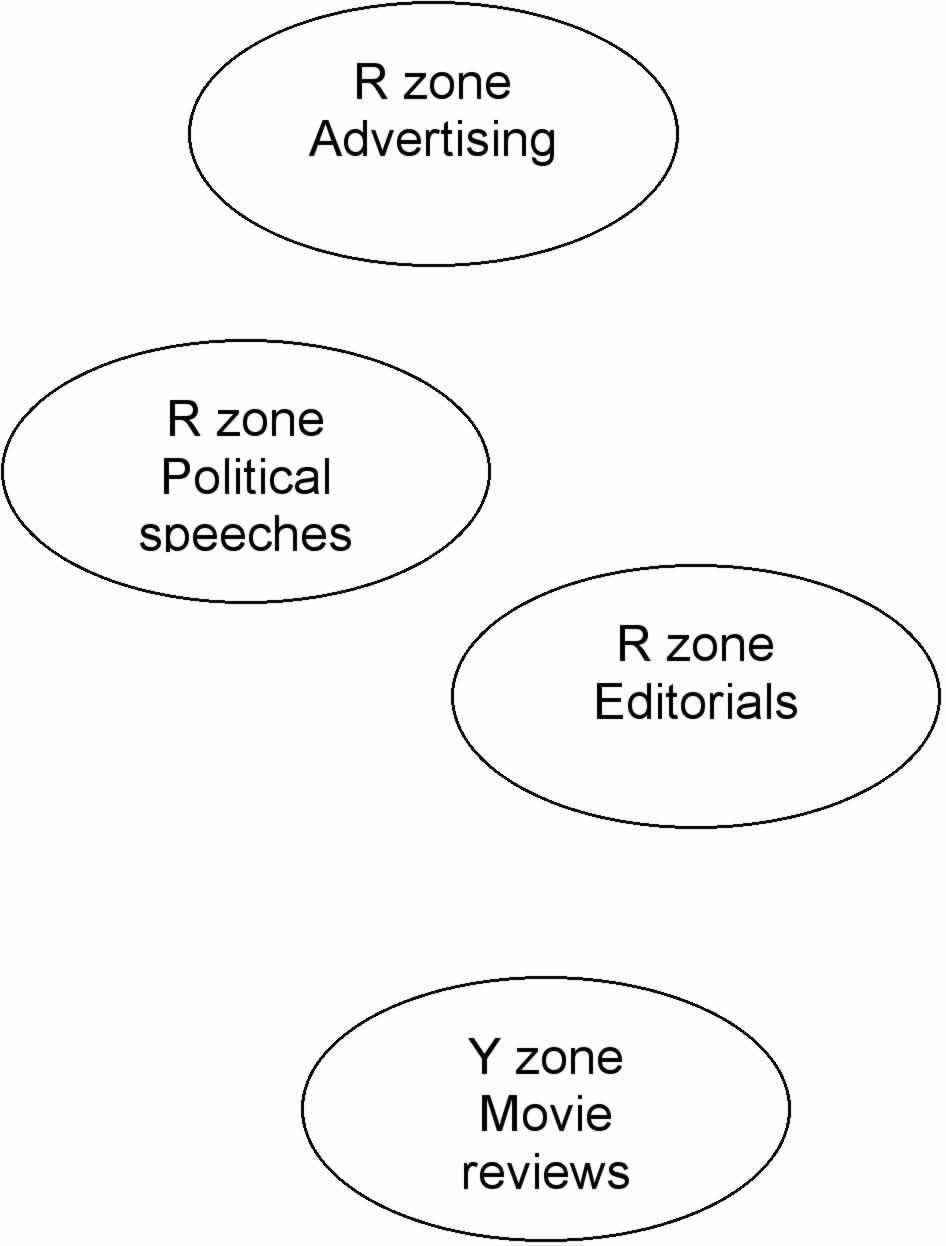 R zone
Advertising
R zone
Political
speeches
R zone
Editorials
Y zone
Movie
reviews